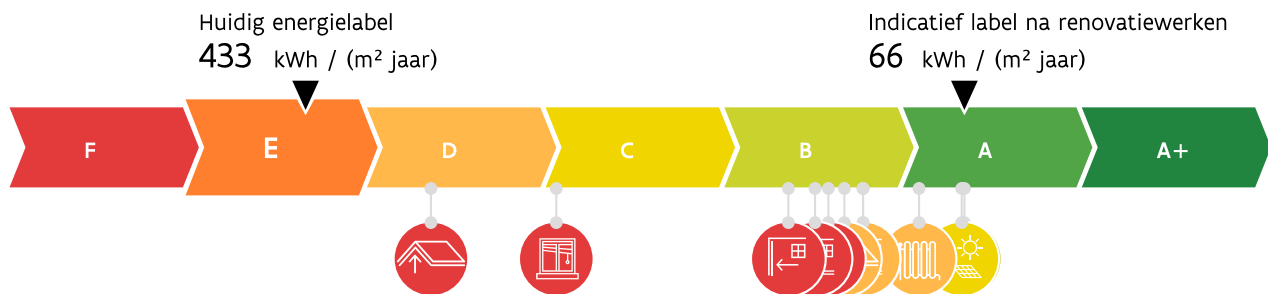 Huidig energielabel
433 kWh / (m² jaar)
Indicatief label na renovatiewerken
66 kWh / (m² jaar)
F E D C B A A+